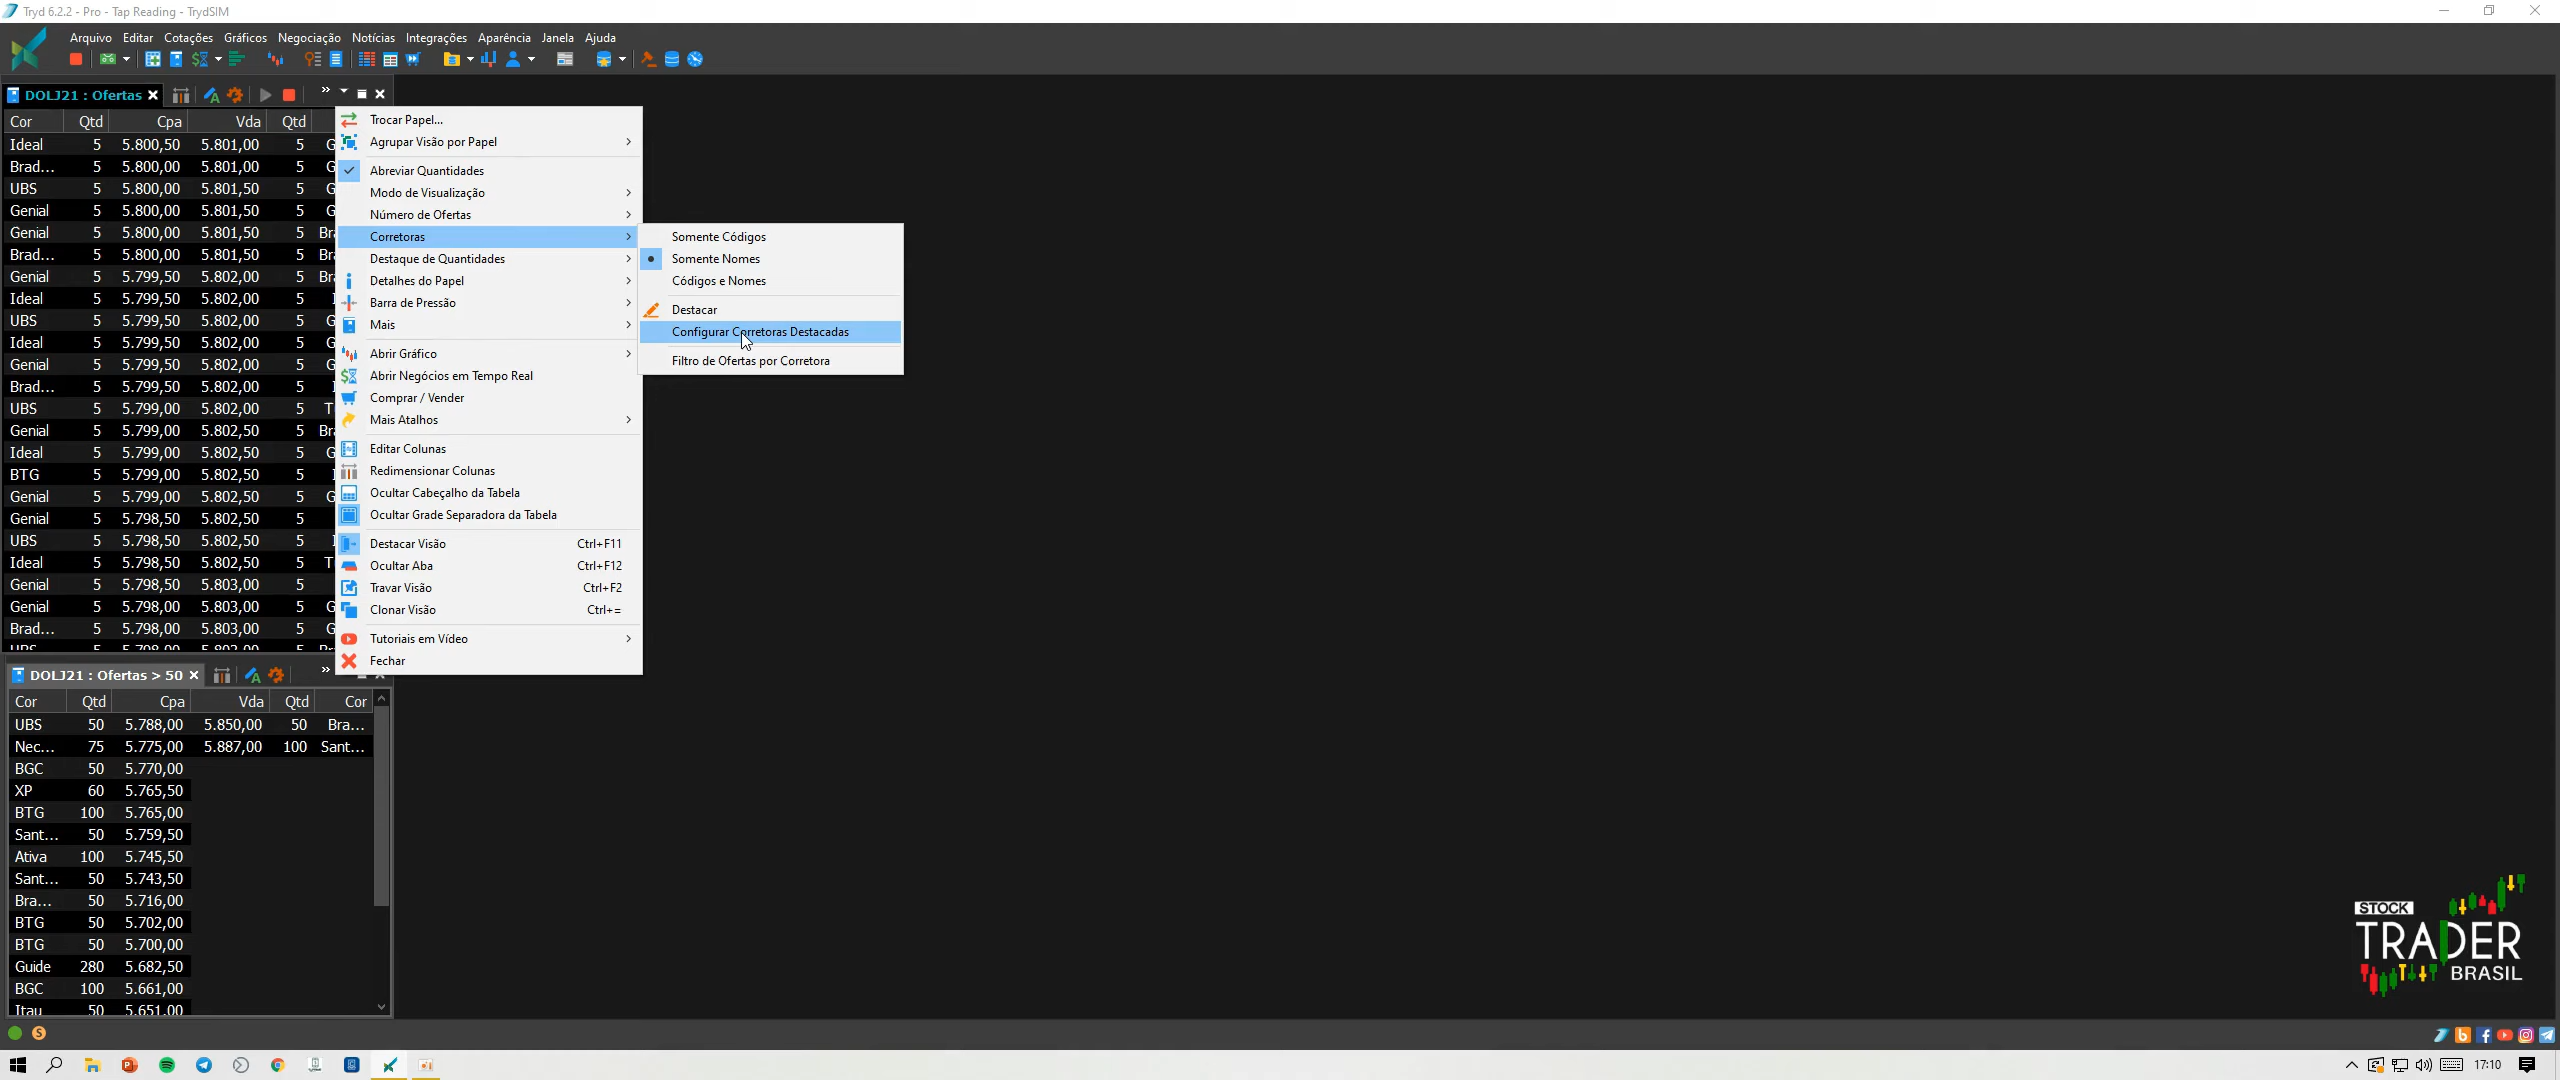 Tryd 6.2.2 - Pro - Tap Reading - TrydSIM
Arquivo Editar Cotações Gráficos Negociação Notícias Integrações Aparência Janela Ajuda
DOLJ21 : Ofertas
Cor Qtd Cpa Vda Qtd
Ideal 5 5.800,50 5.801,00 5 G
Brad... 5 5.800,00 5.801,00 5 G
UBS 5 5.800,00 5.801,50 5 G
Genial 5 5.800,00 5.801,50 5 G
Genial 5 5.800,00 5.801,50 5 Br
Brad... 5 5.800,00 5.801,50 5 Br
Genial 5 5.799,50 5.802,00 5 Br
Ideal 5 5.799,50 5.802,00 5
UBS 5 5.799,50 5.802,00 5 G
Ideal 5 5.799,50 5.802,00 5 G
Genial 5 5.799,50 5.802,00 5 G
Brad... 5 5.799,50 5.802,00 5
UBS 5 5.799,00 5.802,00 5 T
Genial 5 5.799,00 5.802,50 5 Br
Ideal 5 5.799,00 5.802,50 5 G
BTG 5 5.799,00 5.802,50 5
Genial 5 5.799,00 5.802,50 5 G
Genial 5 5.798,50 5.802,50 5
UBS 5 5.798,50 5.802,50 5
Ideal 5 5.798,50 5.802,50 5 T
Genial 5 5.798,50 5.803,00 5
Genial 5 5.798,00 5.803,00 5 G
Brad... 5 5.798,00 5.803,00 5 G
Trocar Papel...
Agrupar Visão por Papel
Abreviar Quantidades
Modo de Visualização
Número de Ofertas
Corretoras
Destaque de Quantidades
Detalhes do Papel
Barra de Pressão
Mais
Abrir Gráfico
Abrir Negócios em Tempo Real
Comprar / Vender
Mais Atalhos
Editar Colunas
Redimensionar Colunas
Ocultar Cabeçalho da Tabela
Ocultar Grade Separadora da Tabela
Destacar Visão Ctrl+F11
Ocultar Aba Ctrl+F12
Travar Visão Ctrl+F2
Clonar Visão Ctrl+=
Tutoriais em Vídeo
Fechar
Somente Códigos
Somente Nomes
Códigos e Nomes
Destacar
Configurar Corretoras Destacadas
Filtro de Ofertas por Corretora
DOLJ21 : Ofertas > 50
Cor Qtd Cpa Vda Qtd Cor
UBS 50 5.788,00 5.850,00 50 Bra...
Nec... 75 5.775,00 5.887,00 100 Sant...
BGC 50 5.770,00
XP 60 5.765,50
BTG 100 5.765,00
Sant... 50 5.759,50
Ativa 100 5.745,50
Sant... 50 5.743,50
Bra... 50 5.716,00
BTG 50 5.702,00
BTG 50 5.700,00
Guide 280 5.682,50
BGC 100 5.661,00
Itau 50 5.651,00
STOCK
TRADER
BRASIL
17:10